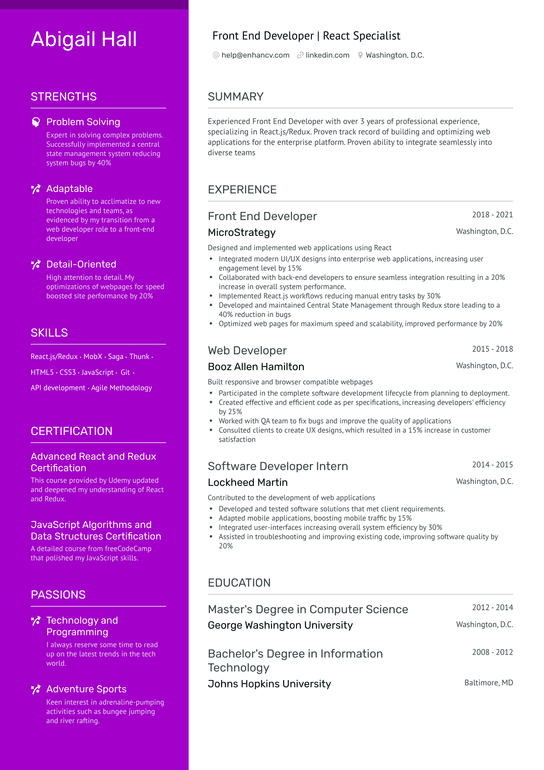 Abigail Hall
STRENGTHS
Problem Solving
Expert in solving complex problems.
Successfully implemented a central
state management system reducing
system bugs by 40%
Adaptable
Proven ability to acclimatize to new
technologies and teams, as
evidenced by my transition from a
web developer role to a front-end
developer
Detail-Oriented
High attention to detail. My
optimizations of webpages for speed
boosted site performance by 20%
SKILLS
React.js/Redux · MobX · Saga · Thunk ·
HTML5 · CSS3 · JavaScript · Git ·
API development · Agile Methodology
CERTIFICATION
Advanced React and Redux
Certification
This course provided by Udemy updated
and deepened my understanding of React
and Redux.
JavaScript Algorithms and
Data Structures Certification
A detailed course from freeCodeCamp
that polished my JavaScript skills.
PASSIONS
Technology and
Programming
I always reserve some time to read
up on the latest trends in the tech
world.
Adventure Sports
Keen interest in adrenaline-pumping
activities such as bungee jumping
and river rafting.
Front End Developer | React Specialist
help@enhancv.com linkedin.com Washington, D.C.
SUMMARY
Experienced Front End Developer with over 3 years of professional experience,
specializing in React.js/Redux. Proven track record of building and optimizing web
applications for the enterprise platform. Proven ability to integrate seamlessly into
diverse teams
EXPERIENCE
Front End Developer 2018 - 2021
MicroStrategy Washington, D.C.
Designed and implemented web applications using React
• Integrated modern UI/UX designs into enterprise web applications, increasing user
engagement level by 15%
• Collaborated with back-end developers to ensure seamless integration resulting in a 20%
increase in overall system performance.
• Implemented React.js workflows reducing manual entry tasks by 30%
• Developed and maintained Central State Management through Redux store leading to a
40% reduction in bugs
• Optimized web pages for maximum speed and scalability, improved performance by 20%
Web Developer 2015 - 2018
Booz Allen Hamilton Washington, D.C.
Built responsive and browser compatible webpages
• Participated in the complete software development lifecycle from planning to deployment.
• Created effective and efficient code as per specifications, increasing developers' efficiency
by 25%
• Worked with QA team to fix bugs and improve the quality of applications
• Consulted clients to create UX designs, which resulted in a 15% increase in customer
satisfaction
Software Developer Intern 2014 - 2015
Lockheed Martin Washington, D.C.
Contributed to the development of web applications
• Developed and tested software solutions that met client requirements.
• Adapted mobile applications, boosting mobile traffic by 15%
• Integrated user-interfaces increasing overall system efficiency by 30%
• Assisted in troubleshooting and improving existing code, improving software quality by
20%
EDUCATION
Master's Degree in Computer Science 2012 - 2014
George Washington University Washington, D.C.
Bachelor's Degree in Information 2008 - 2012
Technology
Johns Hopkins University Baltimore, MD